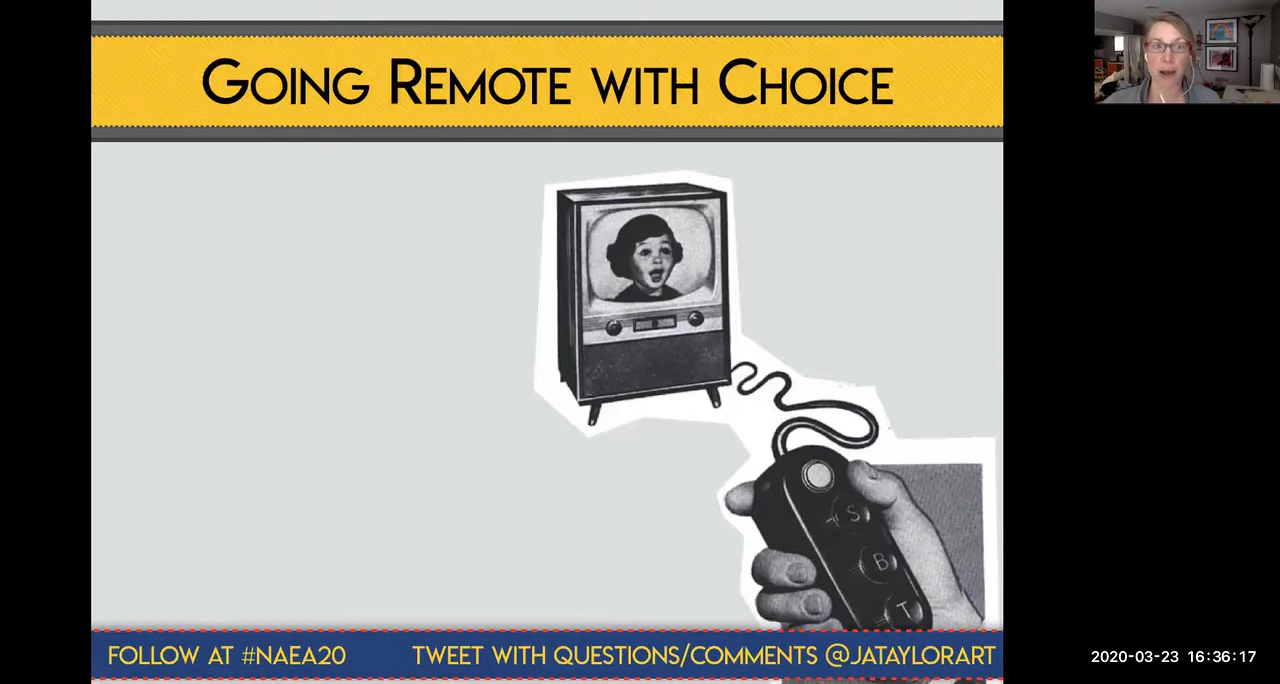 GOING REMOTE WITH CHOICE
S
B
T
FOLLOW AT #NAEA20
TWEET WITH QUESTIONS/COMMENTS @JATAYLORART
2020-03-23 16:36:17